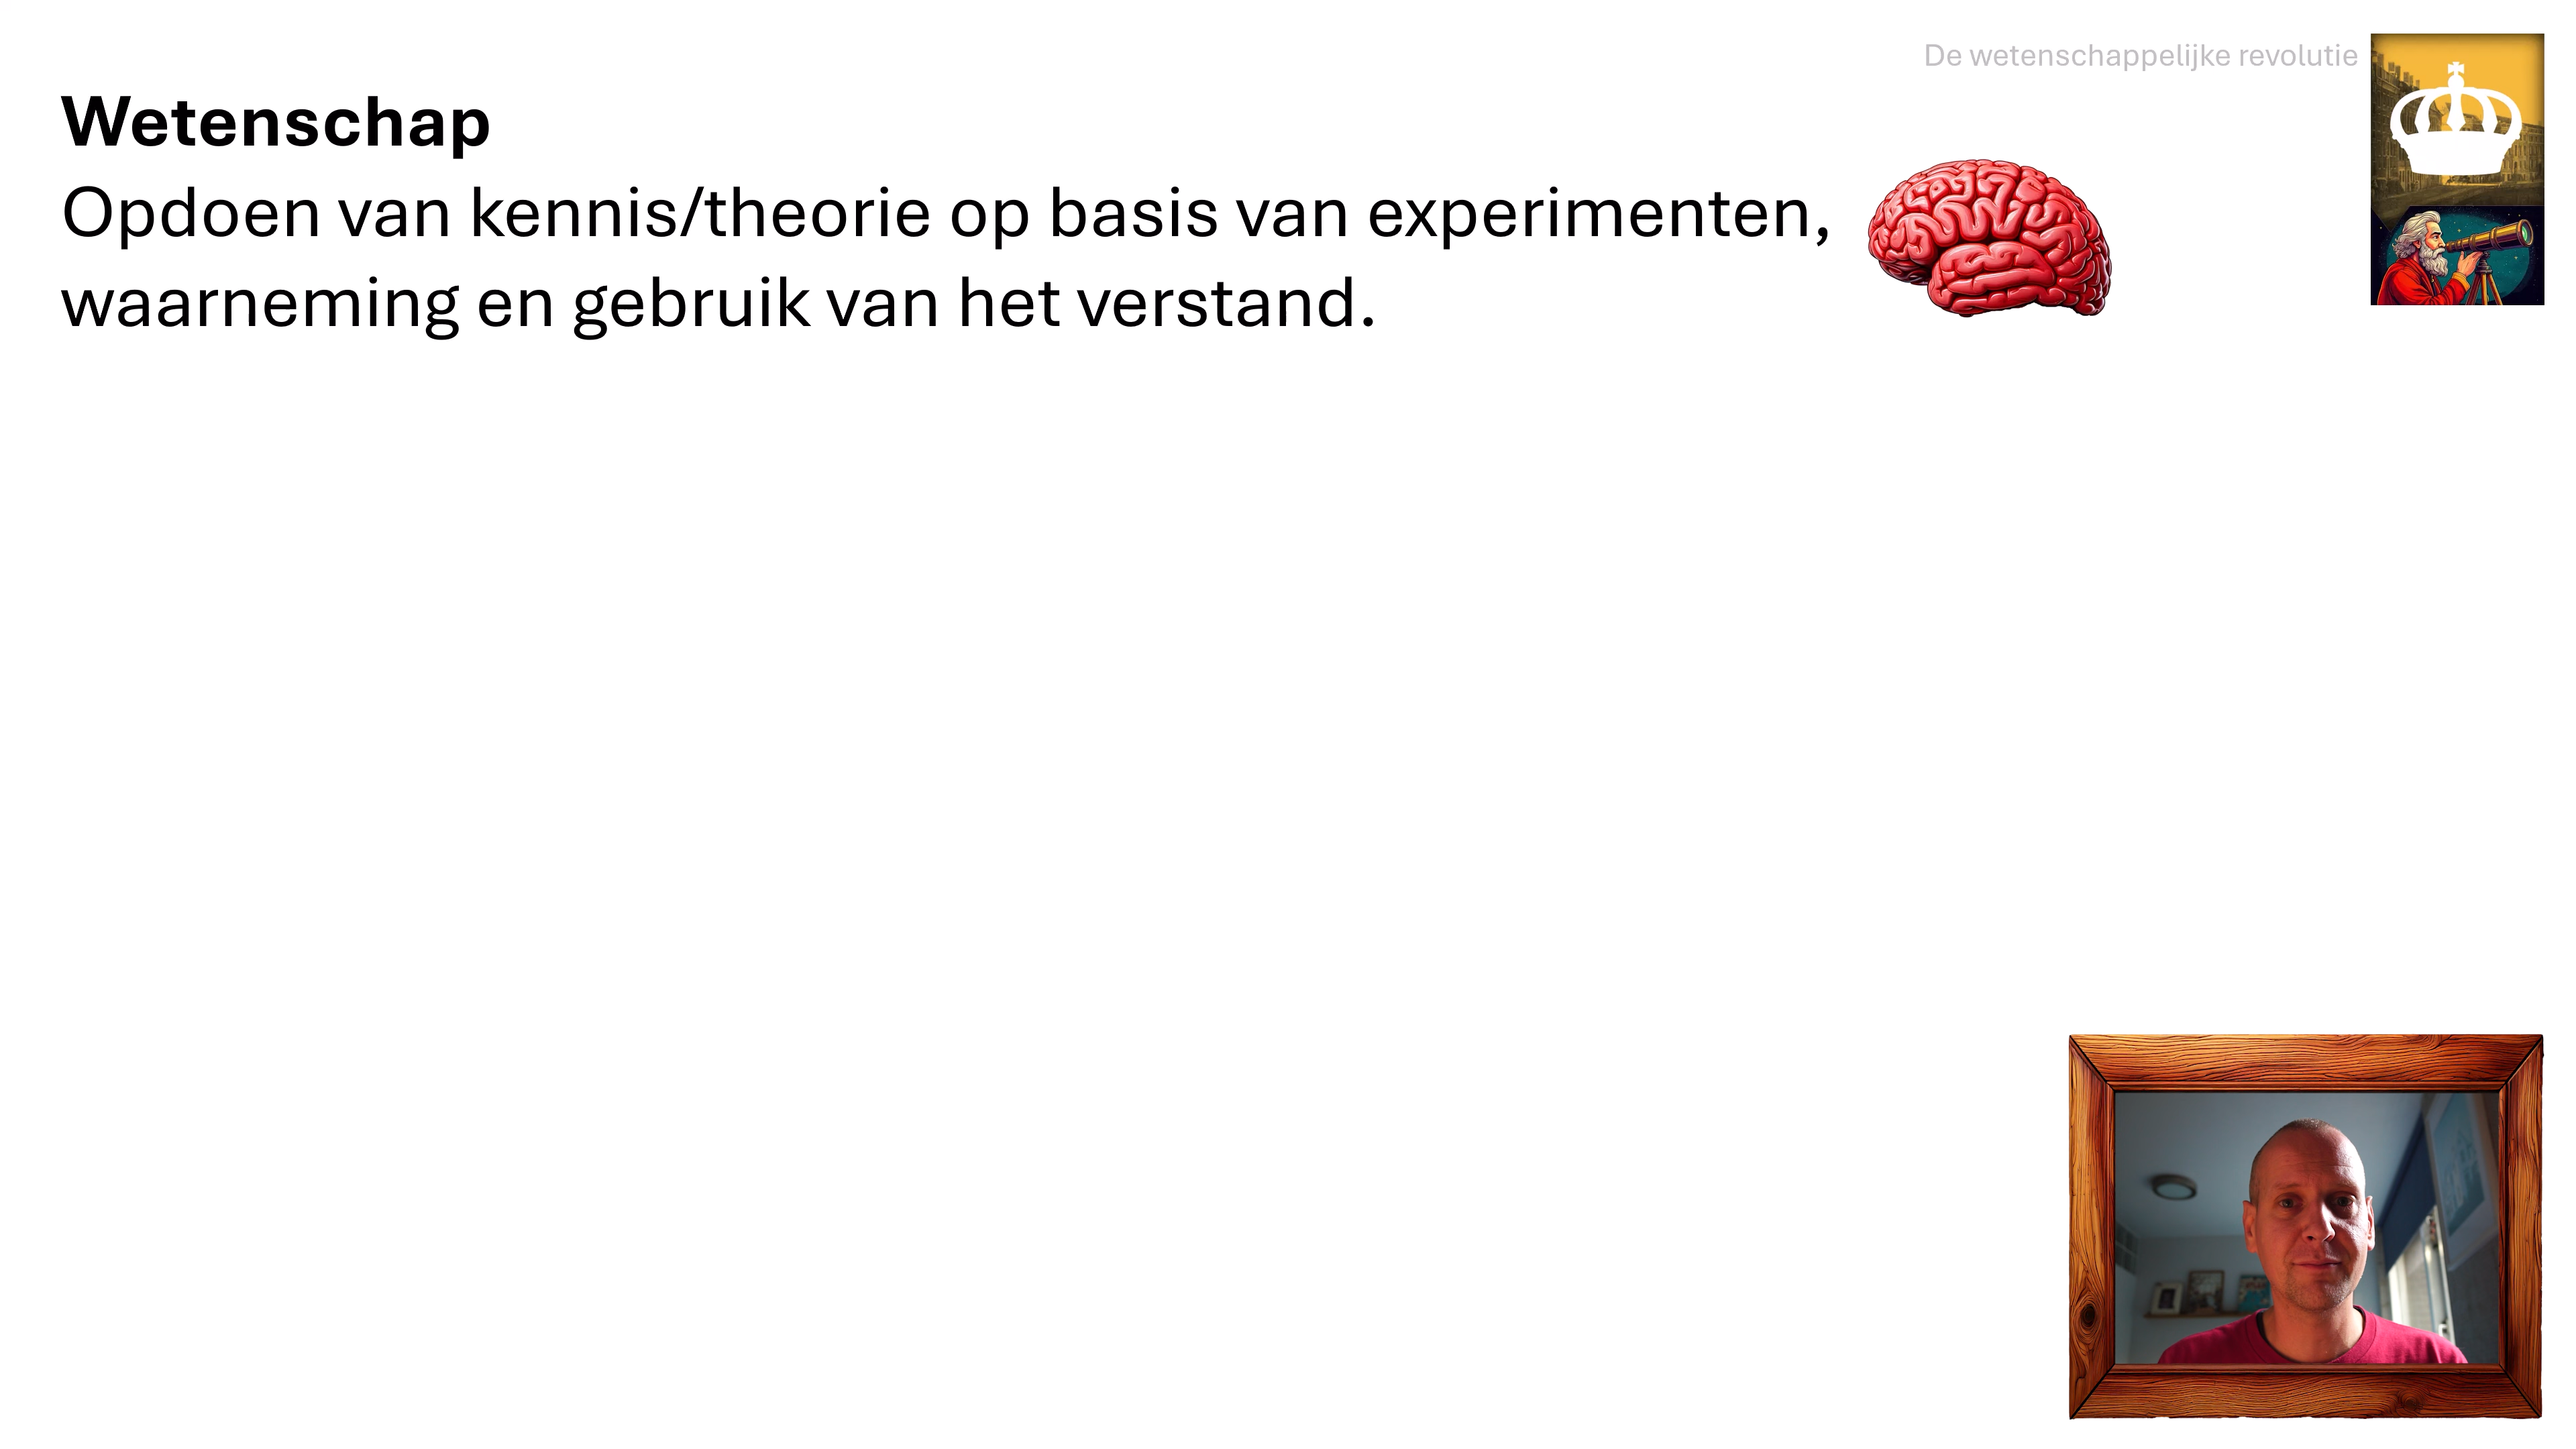 De wetenschappelijke revolutie
Wetenschap
Opdoen van kennis/theorie op basis van experimenten,
waarneming en gebruik van het verstand.